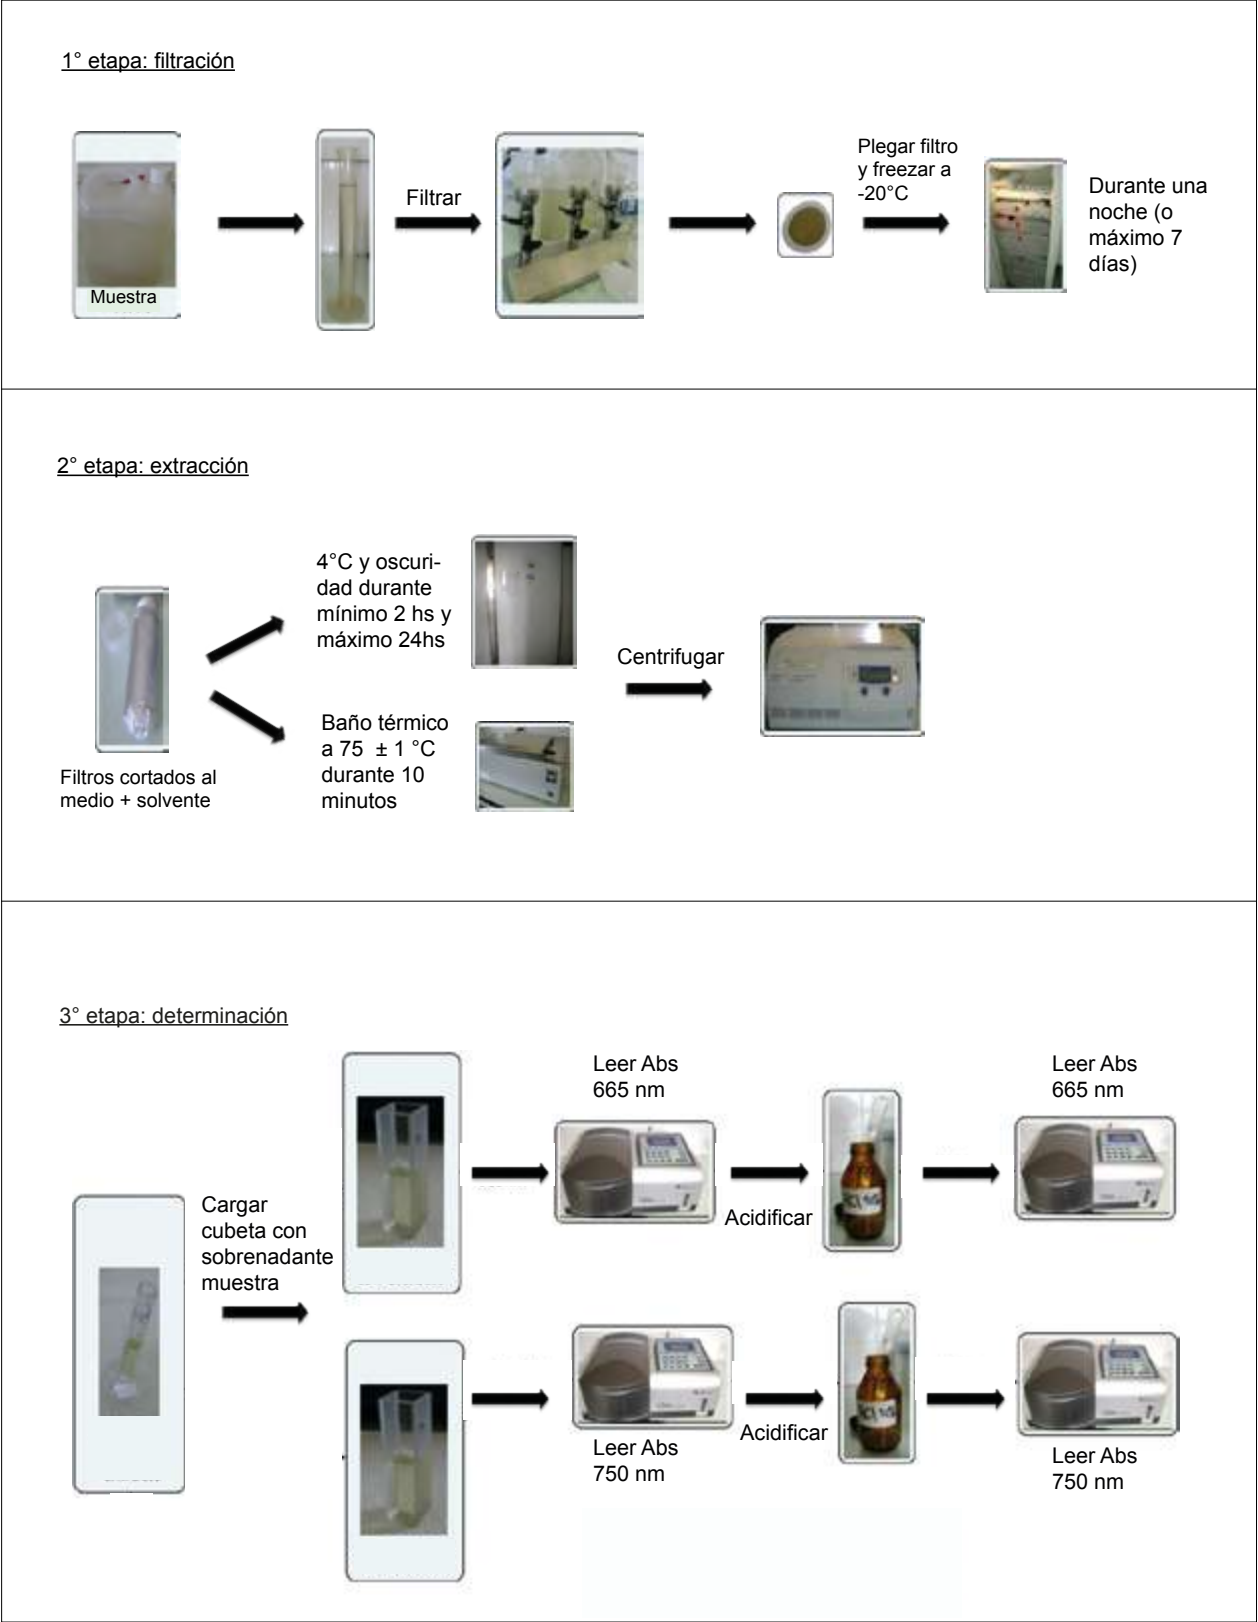 1° etapa: filtración
Muestra
Filtrar
Plegar filtro
y freezar a
-20°C
Durante una
noche (o
máximo 7
días)
2° etapa: extracción
Filtros cortados al
medio + solvente
4°C y oscuri-
dad durante
mínimo 2 hs y
máximo 24hs
Baño térmico
a 75 ± 1 °C
durante 10
minutos
Centrifugar
3° etapa: determinación
Cargar
cubeta con
sobrenadante
muestra
Leer Abs
665 nm
Acidificar
Leer Abs
665 nm
Leer Abs
750 nm
Acidificar
Leer Abs
750 nm